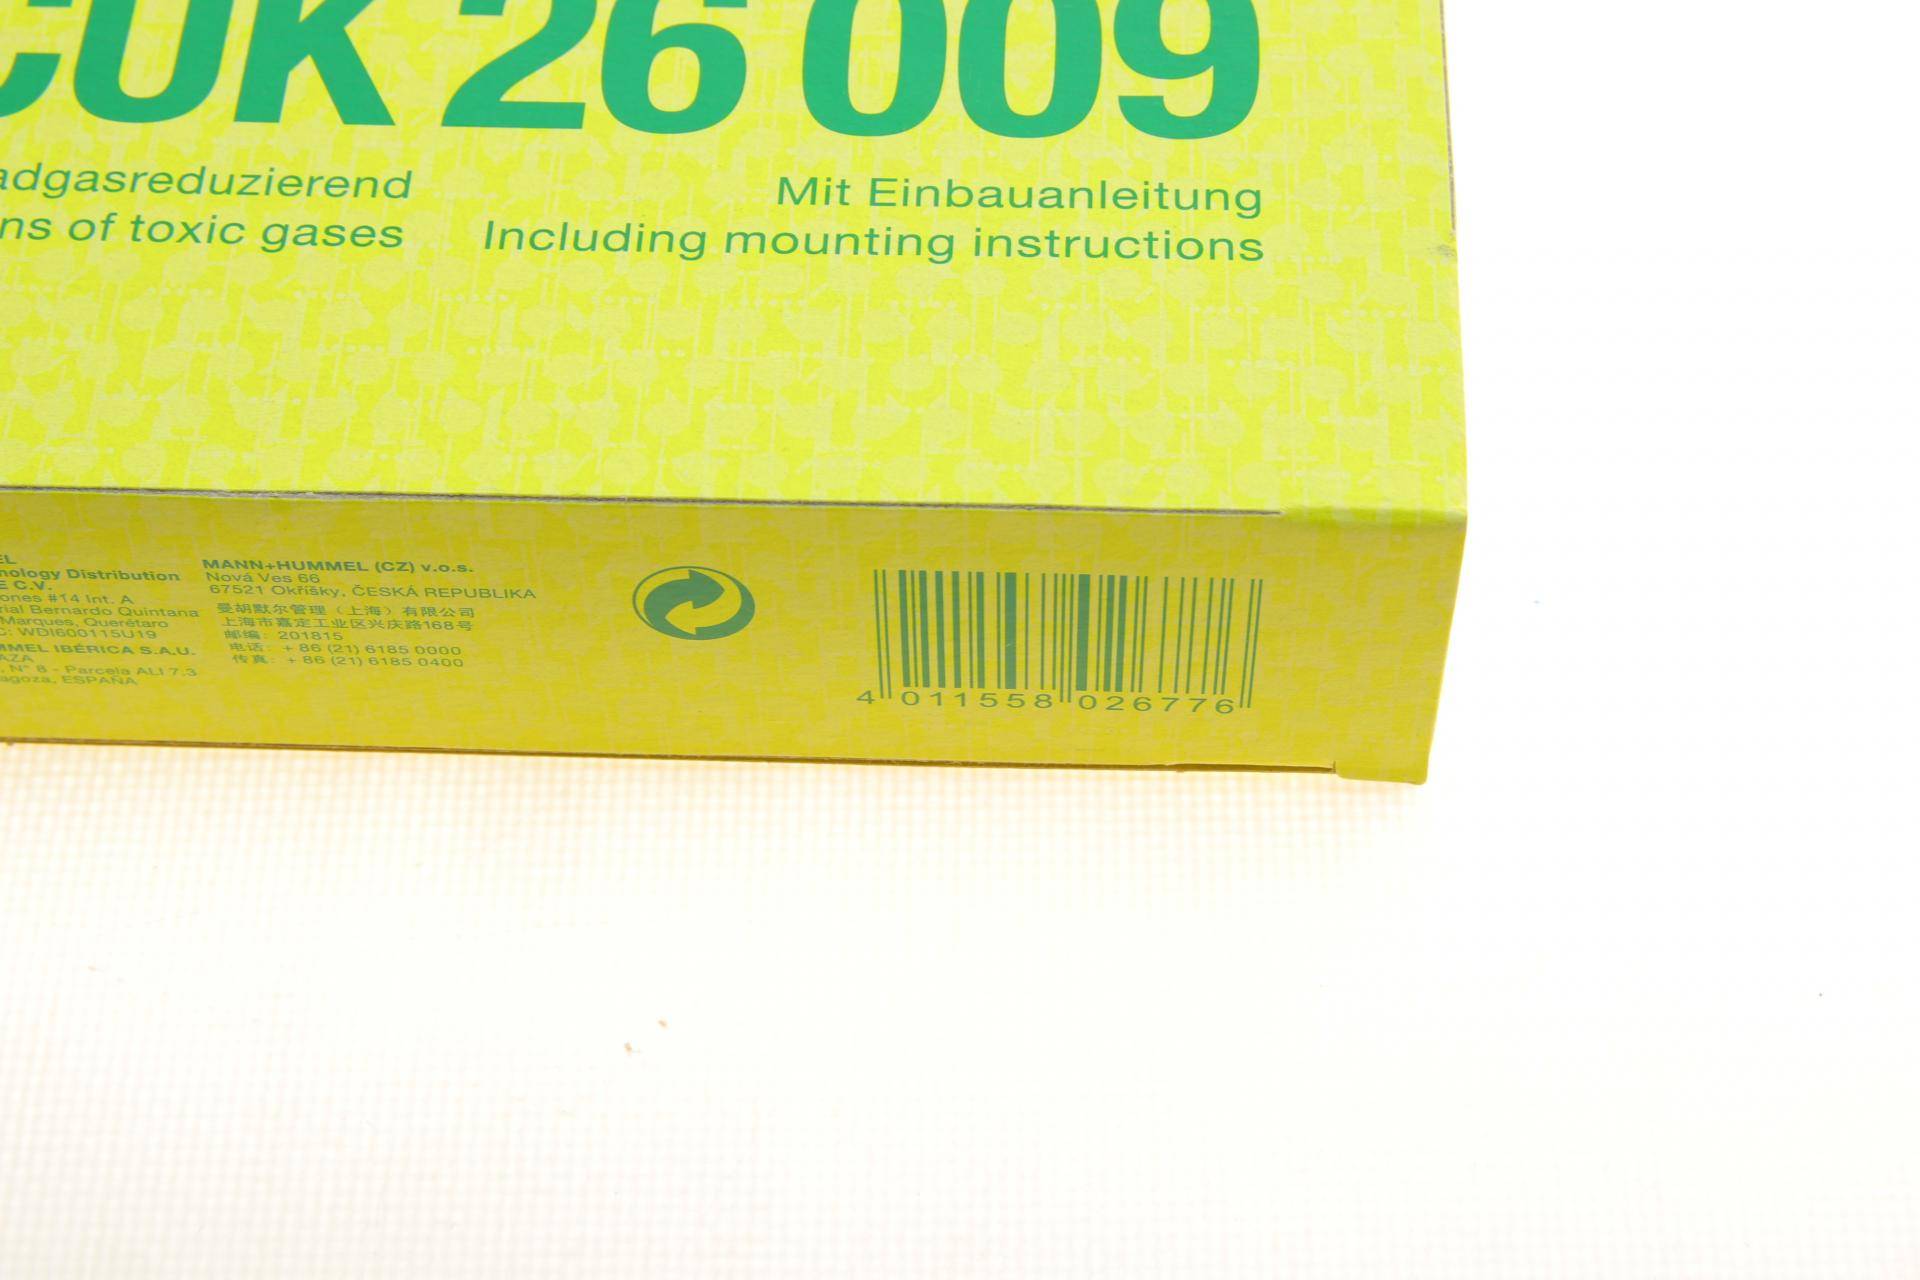 CUK 26 009
adgasreduzierend
ns of toxic gases
Mit Einbauanleitung
Including mounting instructions
EL
nology Distribution
E C.V.
ones #14 Int. A
rial Bernardo Quintana
Marques, Querétaro
C: WDI600115U19
MMEL IBÉRICA S.A.U.
AZA
, N° 8 - Parcela ALI 7.3
agoza, ESPAÑA
MANN+HUMMEL (CZ) v.o.s.
Nová Ves 66
67521 Okříšky, ČESKÁ REPUBLIKA
曼胡默尔管理（上海）有限公司
上海市嘉定工业区兴庆路168号
邮编: 201815
电话: + 86 (21) 6185 0000
传真: + 86 (21) 6185 0400
4 011558 026776